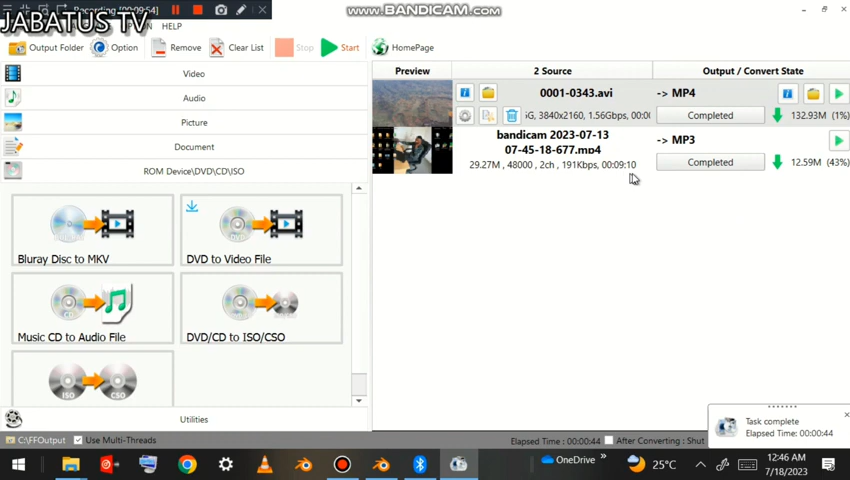 Recording [00:09:54]
www.BANDICAM.com
JABATUS TV
HELP
Output Folder
Option
Remove
Clear List
Stop
Start
HomePage
Video
Audio
Picture
Document
ROM Device\DVD\CD\ISO
Bluray Disc to MKV
DVD to Video File
Music CD to Audio File
DVD/CD to ISO/CSO
ISO
CSO
Utilities
Preview
2 Source
Output / Convert State
0001-0343.avi
-> MP4
iG, 3840x2160, 1.56Gbps, 00:0(
Completed
132.93M (1%)
bandicam 2023-07-13
07-45-18-677.mp4
-> MP3
29.27M , 48000 , 2ch , 191Kbps, 00:09:10
Completed
12.59M (43%)
Task complete
Elapsed Time : 00:00:44
C:\FFOutput
Use Multi-Threads
Elapsed Time : 00:00:44
After Converting : Shut
OneDrive
25°C
12:46 AM
7/18/2023